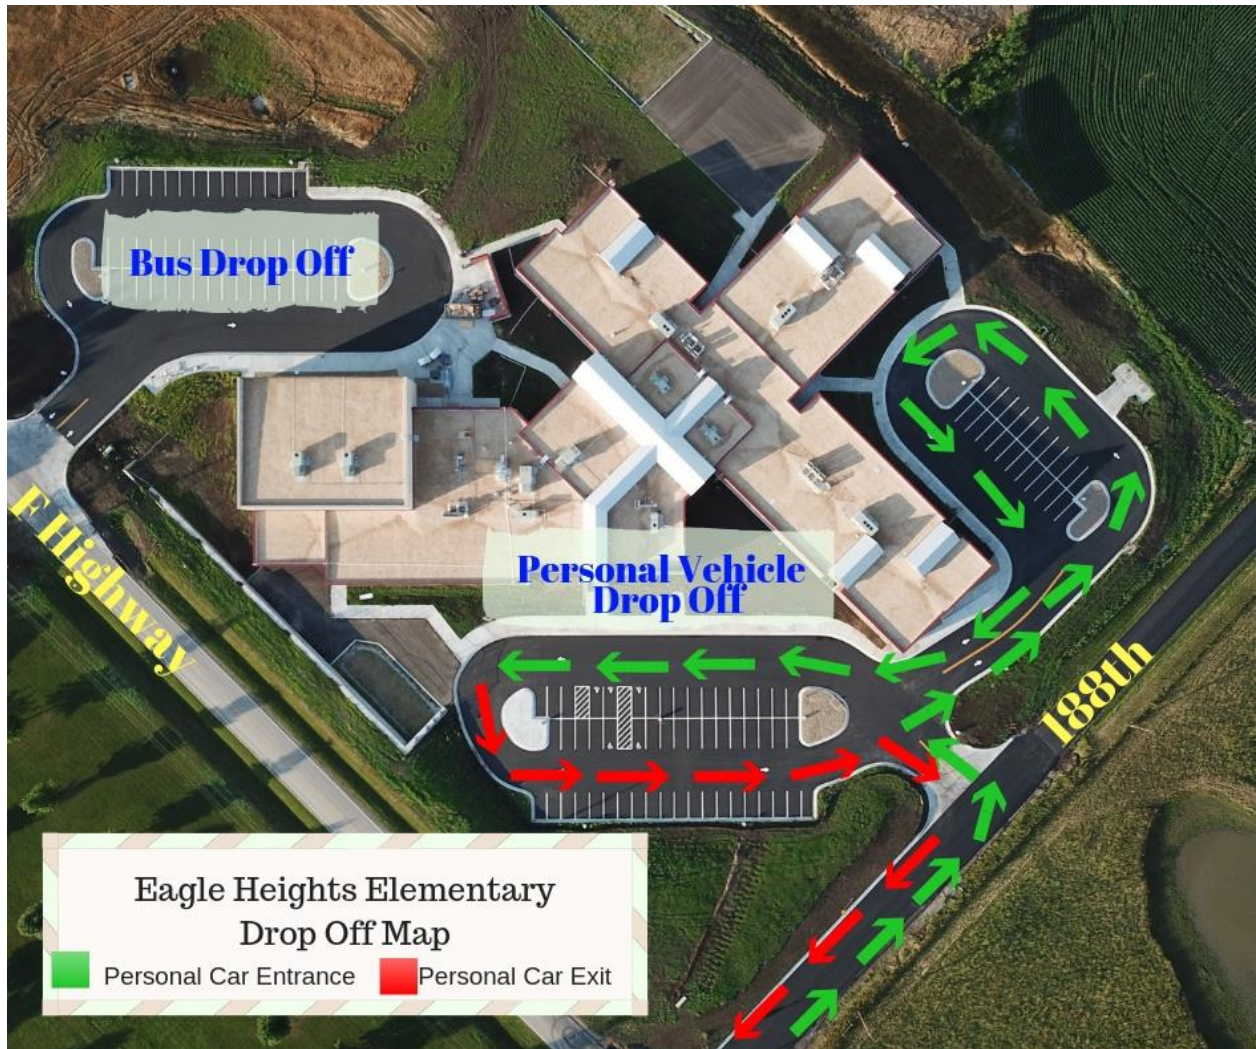 Bus Drop Off
F Highway
Personal Vehicle
Drop Off
188th
Eagle Heights Elementary
Drop Off Map
Personal Car Entrance
Personal Car Exit